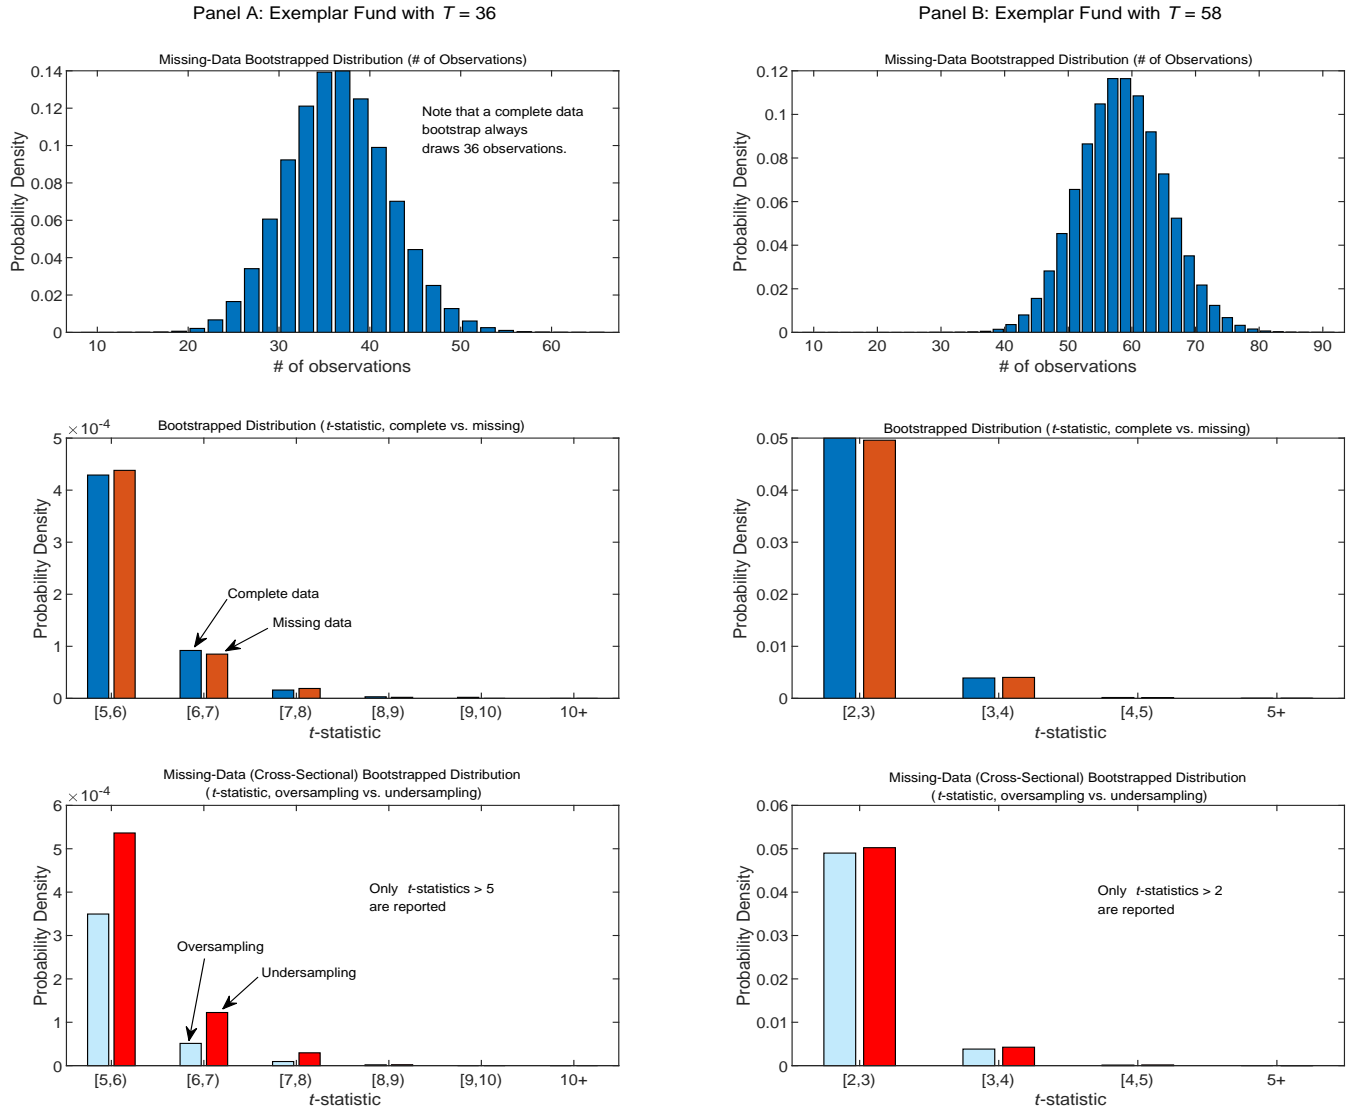 Panel A: Exemplar Fund with T = 36
Missing-Data Bootstrapped Distribution (# of Observations)
0.14
0.12
0.1
0.08
0.06
0.04
0.02
0
Probability Density
Note that a complete data
bootstrap always
draws 36 observations.
10 20 30 40 50 60
# of observations
Bootstrapped Distribution (t-statistic, complete vs. missing)
×10-4
5
4
3
2
1
0
Probability Density
Complete data
Missing data
[5,6) [6,7) [7,8) [8,9) [9,10) 10+
t-statistic
Missing-Data (Cross-Sectional) Bootstrapped Distribution
(t-statistic, oversampling vs. undersampling)
×10-4
6
5
4
3
2
1
0
Probability Density
Only t-statistics > 5
are reported
Oversampling
Undersampling
[5,6) [6,7) [7,8) [8,9) [9,10) 10+
t-statistic
Panel B: Exemplar Fund with T = 58
Missing-Data Bootstrapped Distribution (# of Observations)
0.12
0.1
0.08
0.06
0.04
0.02
0
Probability Density
10 20 30 40 50 60 70 80 90
# of observations
Bootstrapped Distribution (t-statistic, complete vs. missing)
0.05
0.04
0.03
0.02
0.01
0
Probability Density
[2,3) [3,4) [4,5) 5+
t-statistic
Missing-Data (Cross-Sectional) Bootstrapped Distribution
(t-statistic, oversampling vs. undersampling)
0.06
0.05
0.04
0.03
0.02
0.01
0
Probability Density
Only t-statistics > 2
are reported
[2,3) [3,4) [4,5) 5+
t-statistic